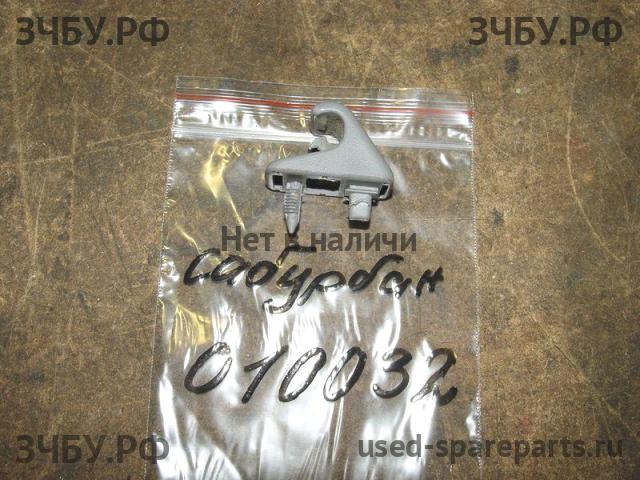 ЗЧБУ.РФ ЗЧБУ.РФ
Нет в наличи
сабурбан
010032
ЗЧБУ.РФ used-spareparts.ru